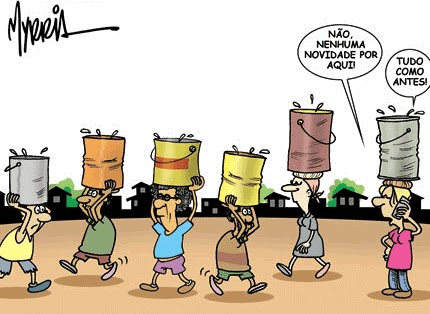 MYRRIA
NÃO,
NENHUMA
NOVIDADE POR
AQUI!
TUDO
COMO
ANTES!